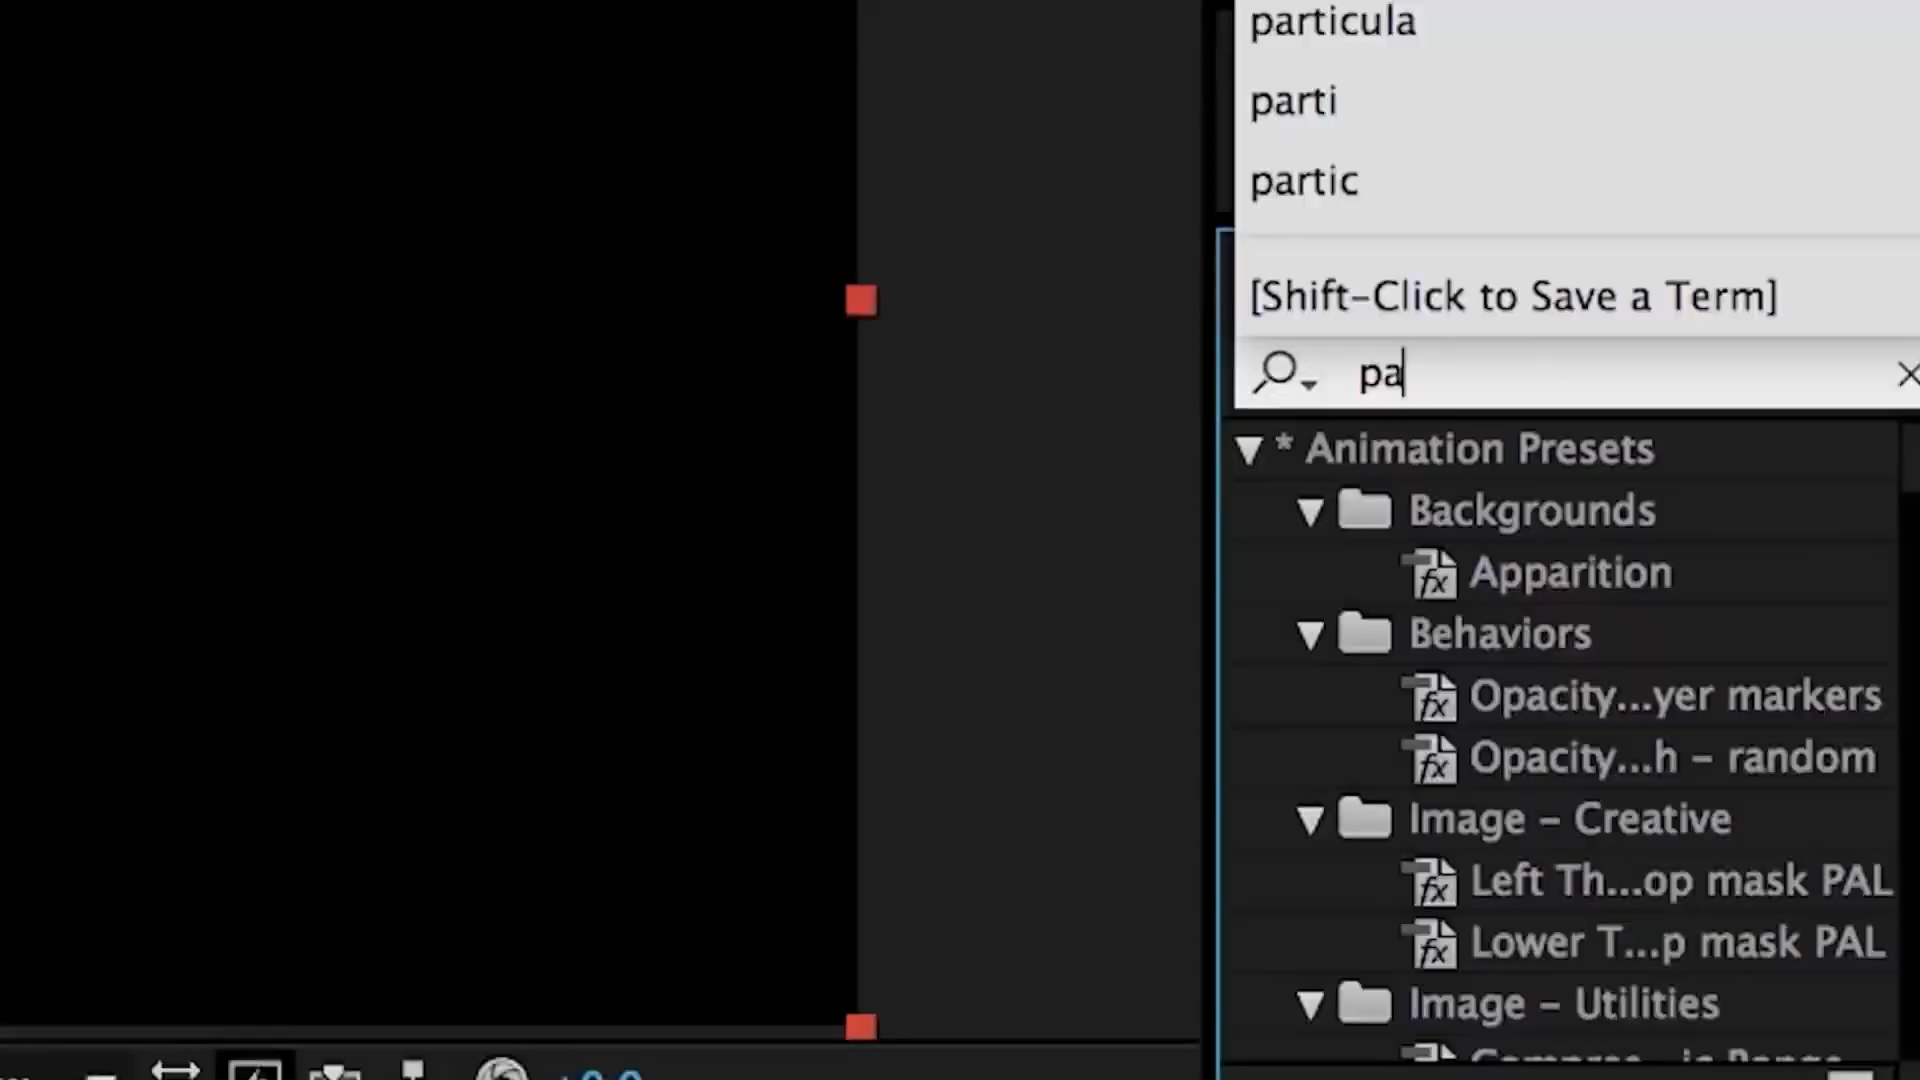 particula
parti
partic
[Shift-Click to Save a Term]
pa
* Animation Presets
Backgrounds
Apparition
Behaviors
Opacity...yer markers
Opacity...h - random
Image - Creative
Left Th...op mask PAL
Lower T...p mask PAL
Image - Utilities